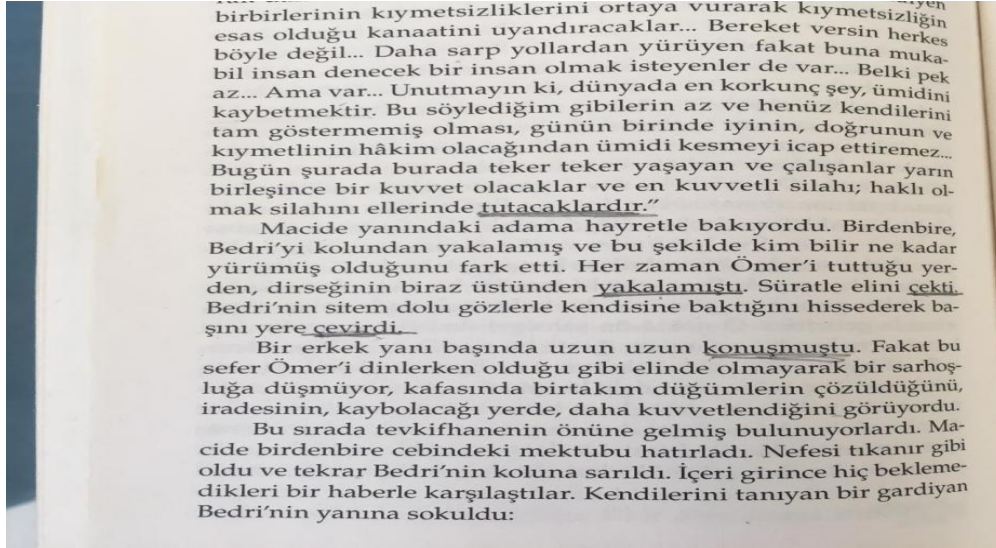 birbirlerinin kıymetsizliklerini ortaya vurarak kıymetsizliğin
esas olduğu kanaatini uyandıracaklar... Bereket versin herkes
böyle değil... Daha sarp yollardan yürüyen fakat buna muka-
bil insan denecek bir insan olmak isteyenler de var... Belki pek
az... Ama var... Unutmayın ki, dünyada en korkunç şey, ümidini
kaybetmektir. Bu söylediğim gibilerin az ve henüz kendilerini
tam göstermemiş olması, günün birinde iyinin, doğrunun ve
kıymetlinin hâkim olacağından ümidi kesmeyi icap ettiremez...
Bugün şurada burada teker teker yaşayan ve çalışanlar yarın
birleşince bir kuvvet olacaklar ve en kuvvetli silahı; haklı ol-
mak silahını ellerinde tutacaklardır.”
Macide yanındaki adama hayretle bakıyordu. Birdenbire,
Bedri’yi kolundan yakalamış ve bu şekilde kim bilir ne kadar
yürümüş olduğunu fark etti. Her zaman Ömer’i tuttuğu yer-
den, dirseğinin biraz üstünden yakalamıştı. Süratle elini çekti.
Bedri’nin sitem dolu gözlerle kendisine baktığını hissederek ba-
şını yere çevirdi.
Bir erkek yanı başında uzun uzun konuşmuştu. Fakat bu
sefer Ömer’i dinlerken olduğu gibi elinde olmayarak bir sarhoş-
luğa düşmüyor, kafasında birtakım düğümlerin çözüldüğünü,
iradesinin, kaybolacağı yerde, daha kuvvetlendiğini görüyordu.
Bu sırada tevkifhanenin önüne gelmiş bulunuyorlardı. Ma-
cide birdenbire cebindeki mektubu hatırladı. Nefesi tıkanır gibi
oldu ve tekrar Bedri’nin koluna sarıldı. İçeri girince hiç bekleme-
dikleri bir haberle karşılaştılar. Kendilerini tanıyan bir gardiyan
Bedri’nin yanına sokuldu: